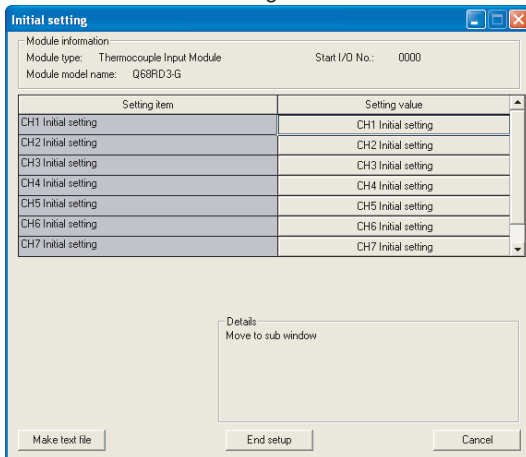 Initial setting
Module information
Module type: Thermocouple Input Module Start I/O No.: 0000
Module model name: Q68RD3-G
Setting item Setting value
CH1 Initial setting CH1 Initial setting
CH2 Initial setting CH2 Initial setting
CH3 Initial setting CH3 Initial setting
CH4 Initial setting CH4 Initial setting
CH5 Initial setting CH5 Initial setting
CH6 Initial setting CH6 Initial setting
CH7 Initial setting CH7 Initial setting
Details
Move to sub window
Make text file End setup Cancel